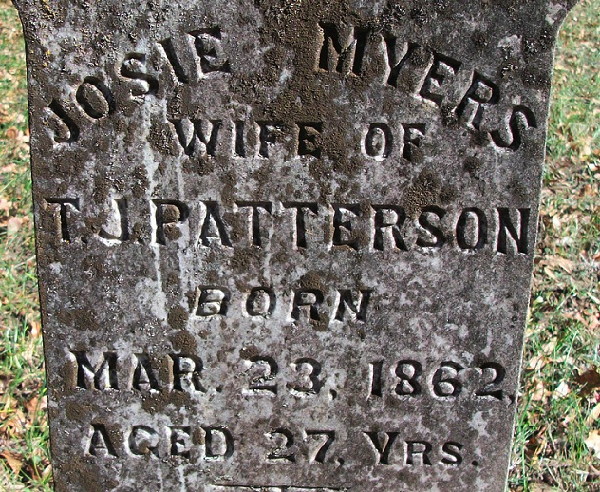 JOSIE MYERS
WIFE OF
T.J. PATTERSON
BORN
MAR. 23, 1862,
AGED 27, YRS.